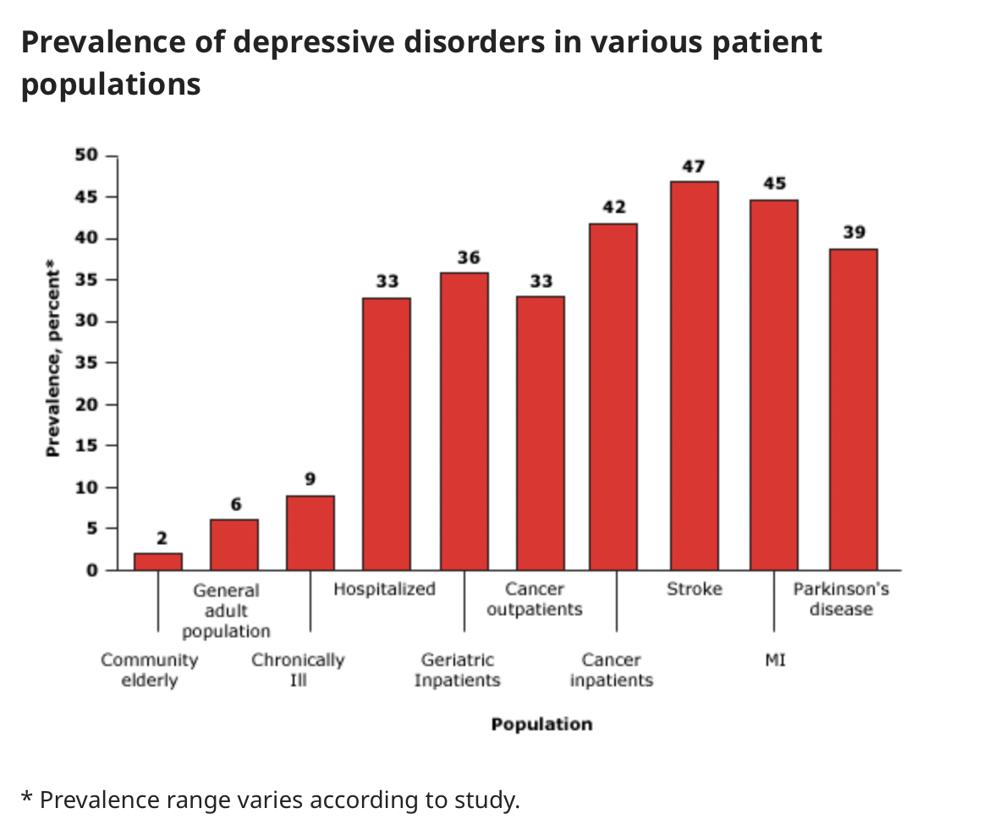 Prevalence of depressive disorders in various patient
populations
50
45
40
35
30
35
20
15
10
5
0
Prevalence, percent*
2
6
9
33
36
33
42
47
45
39
General
adult
population
Hospitalized
Cancer
outpatients
Stroke
Parkinson's
disease
Community
elderly
Chronically
Ill
Geriatric
Inpatients
Cancer
inpatients
MI
Population
* Prevalence range varies according to study.